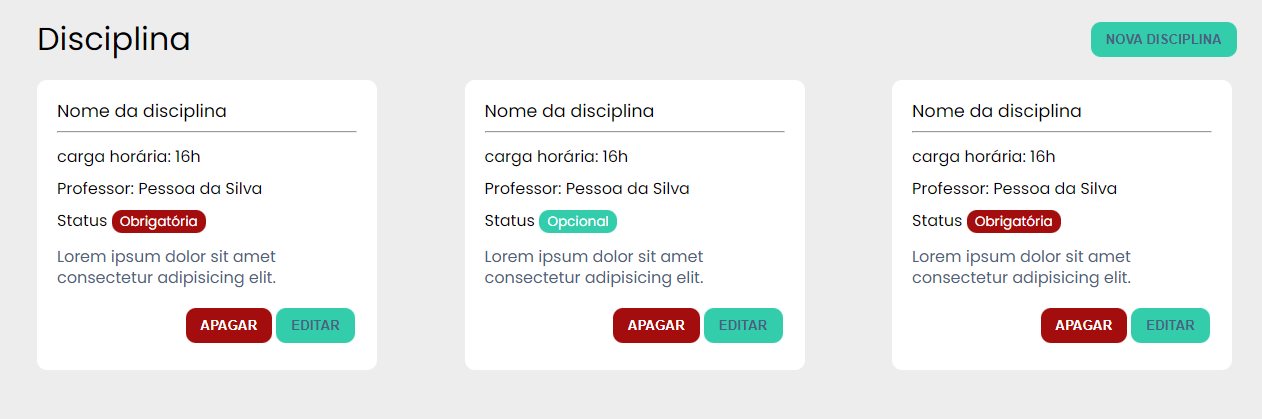 Disciplina
NOVA DISCIPLINA
Nome da disciplina
carga horária: 16h
Professor: Pessoa da Silva
Status Obrigatória
Lorem ipsum dolor sit amet
consectetur adipisicing elit.
APAGAR EDITAR
Nome da disciplina
carga horária: 16h
Professor: Pessoa da Silva
Status Opcional
Lorem ipsum dolor sit amet
consectetur adipisicing elit.
APAGAR EDITAR
Nome da disciplina
carga horária: 16h
Professor: Pessoa da Silva
Status Obrigatória
Lorem ipsum dolor sit amet
consectetur adipisicing elit.
APAGAR EDITAR